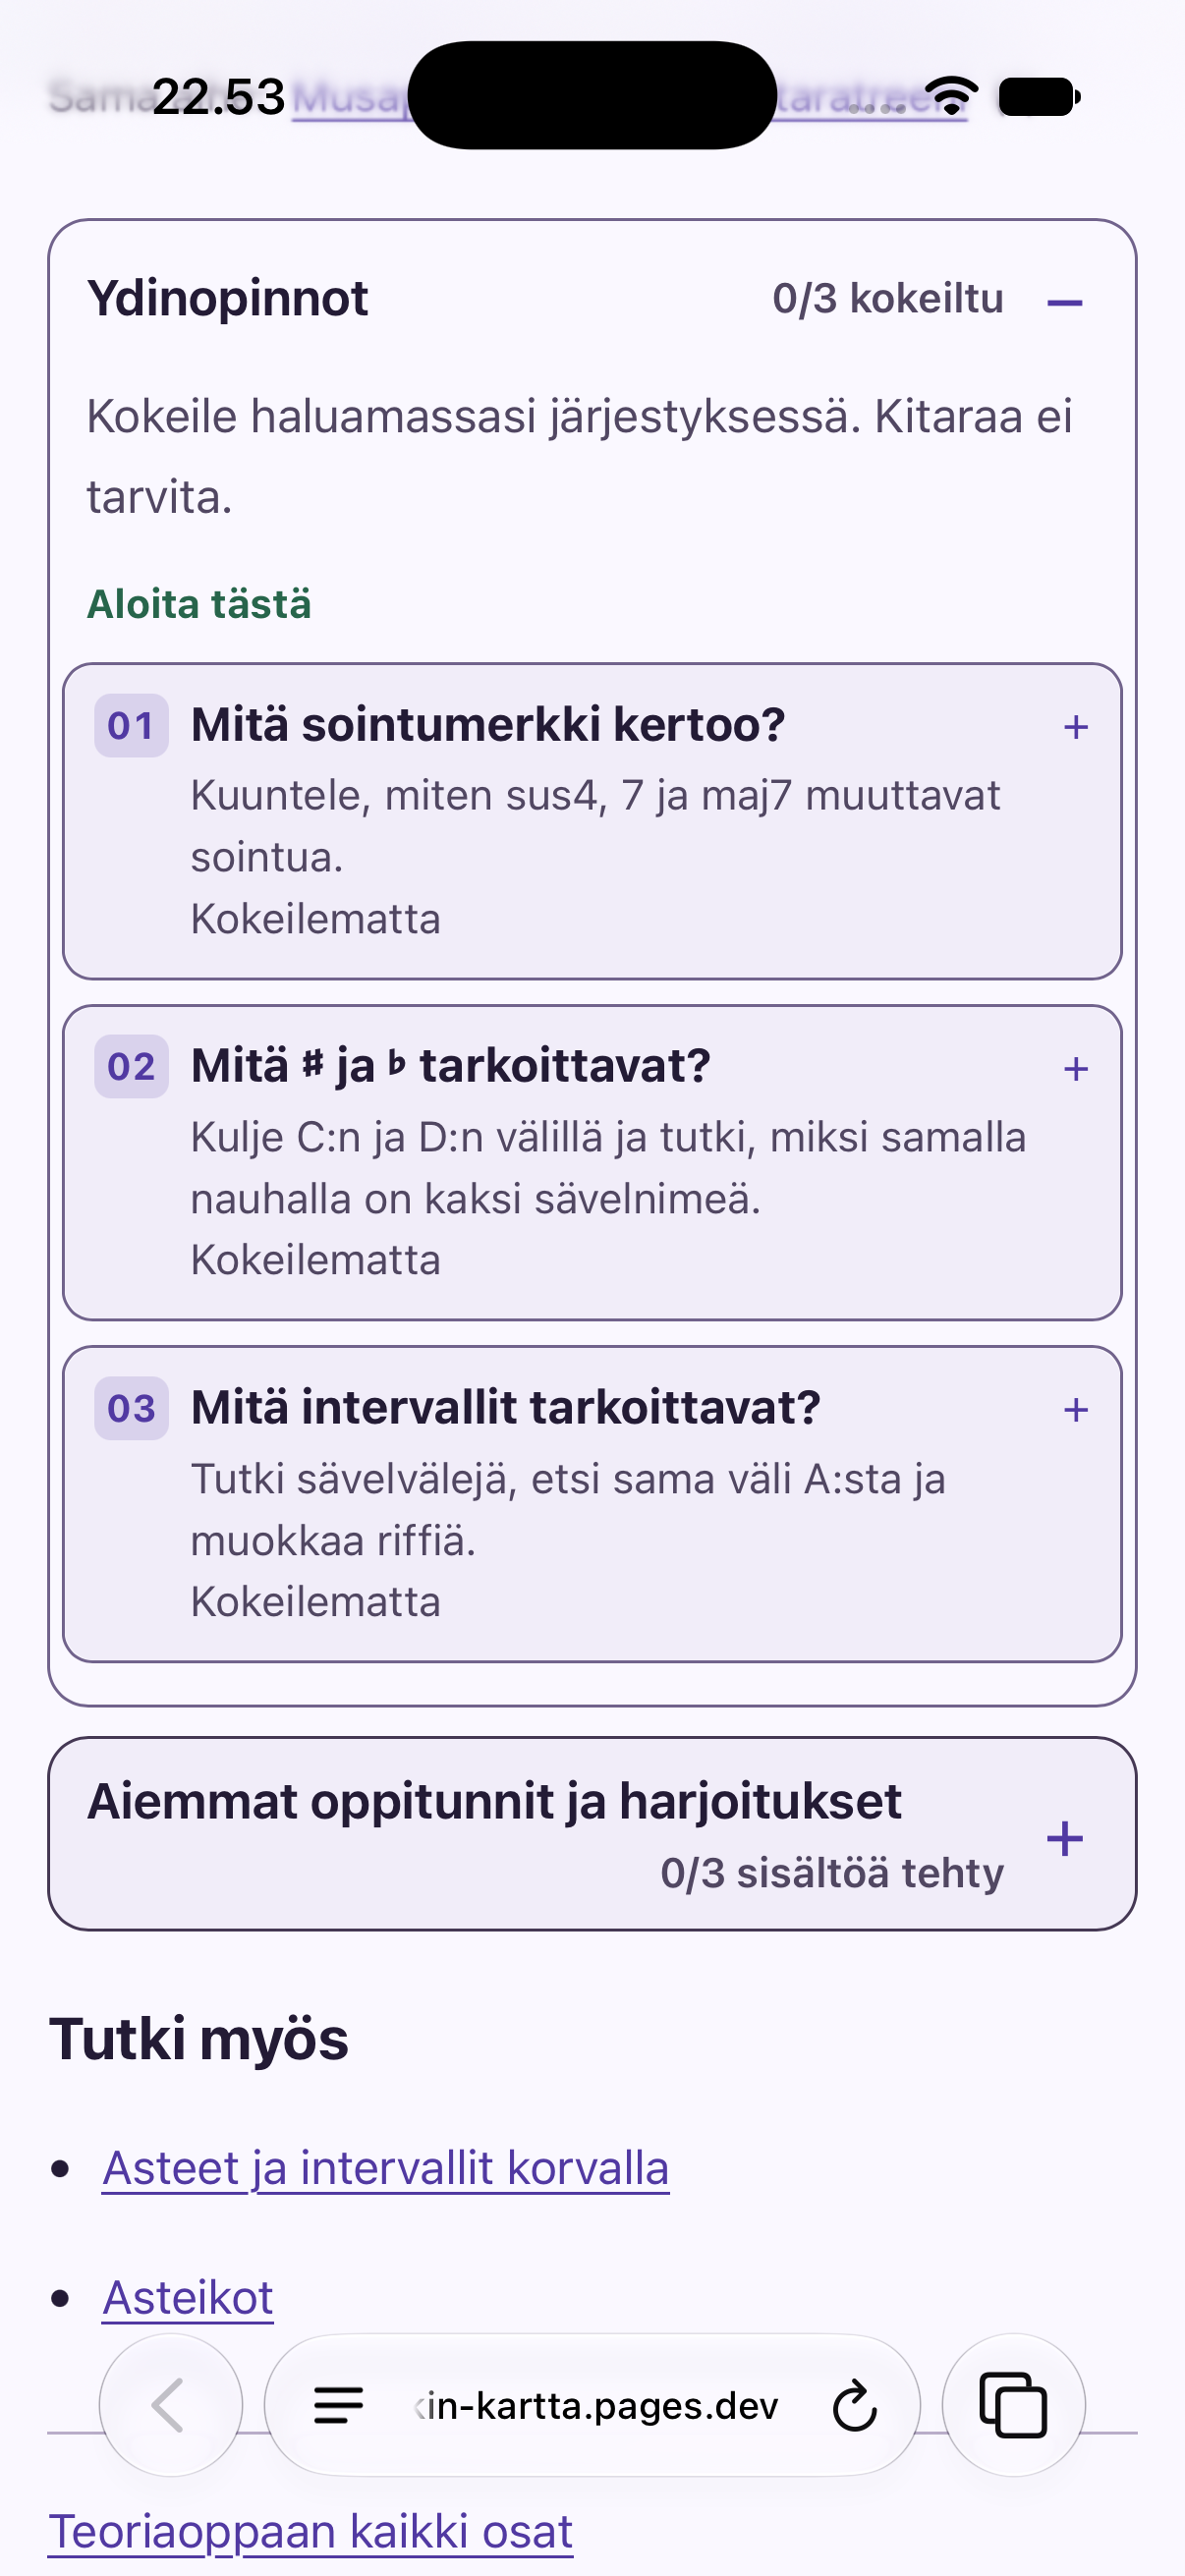 22.53
Ydinopinnot
0/3 kokeiltu
Kokeile haluamassasi järjestyksessä. Kitaraa ei
tarvita.
Aloita tästä
01 Mitä sointumerkki kertoo? +
Kuuntele, miten sus4, 7 ja maj7 muuttavat
sointua.
Kokeilematta
02 Mitä ♯ ja ♭ tarkoittavat? +
Kulje C:n ja D:n välillä ja tutki, miksi samalla
nauhalla on kaksi sävelnimeä.
Kokeilematta
03 Mitä intervallit tarkoittavat? +
Tutki sävelvälejä, etsi sama väli A:sta ja
muokkaa riffiä.
Kokeilematta
Aiemmat oppitunnit ja harjoitukset
0/3 sisältöä tehty
Tutki myös
• Asteet ja intervallit korvalla
• Asteikot
in-kartta.pages.dev
Teoriaoppaan kaikki osat